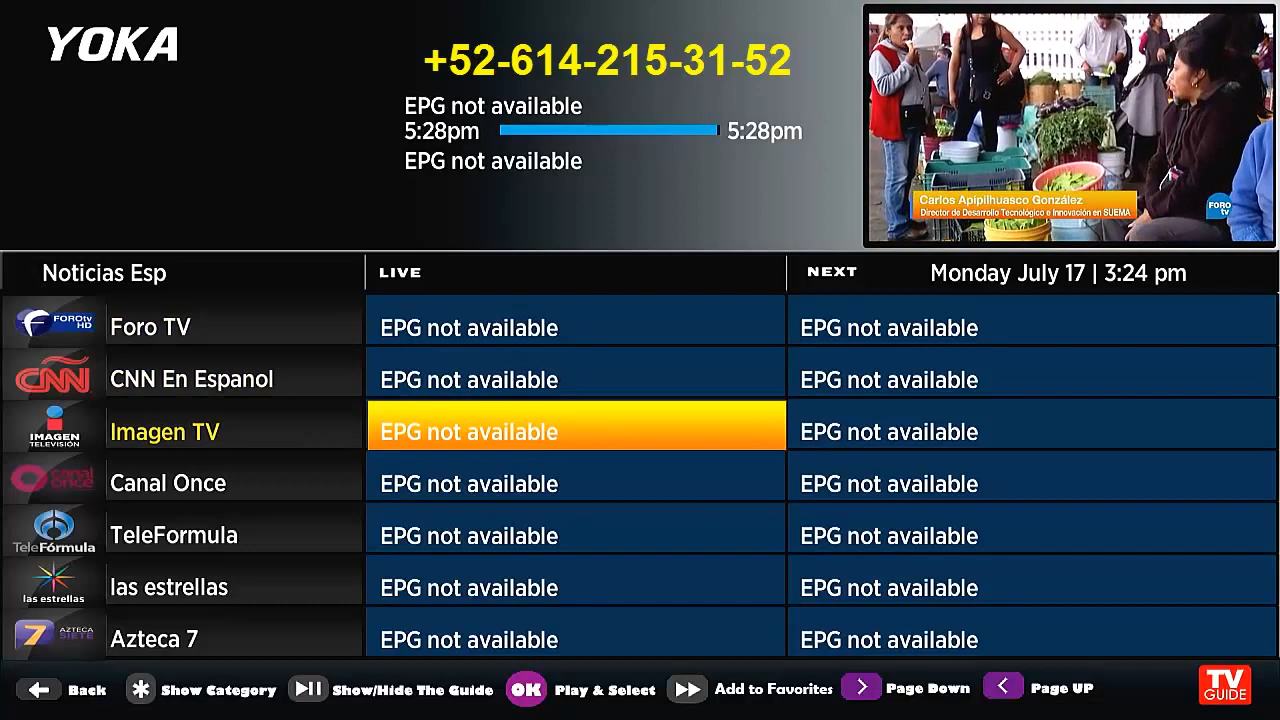 YOKA
+52-614-215-31-52
EPG not available
5:28pm 5:28pm
EPG not available
Carlos Apipilhuasco González
Director de Desarrollo Tecnológico e Innovación en SUEMA
FORO
tv
Noticias Esp LIVE NEXT Monday July 17 | 3:24 pm
FOROtv
HD
Foro TV EPG not available EPG not available
CNN CNN En Espanol EPG not available EPG not available
IMAGEN
TELEVISIÓN
Imagen TV EPG not available EPG not available
canal
once
Canal Once EPG not available EPG not available
TeleFórmula
TeleFormula EPG not available EPG not available
las estrellas
las estrellas EPG not available EPG not available
7 AZTECA
SIETE
Azteca 7 EPG not available EPG not available
Back Show Category Show/Hide The Guide OK Play & Select Add to Favorites Page Down Page UP
TV
GUIDE